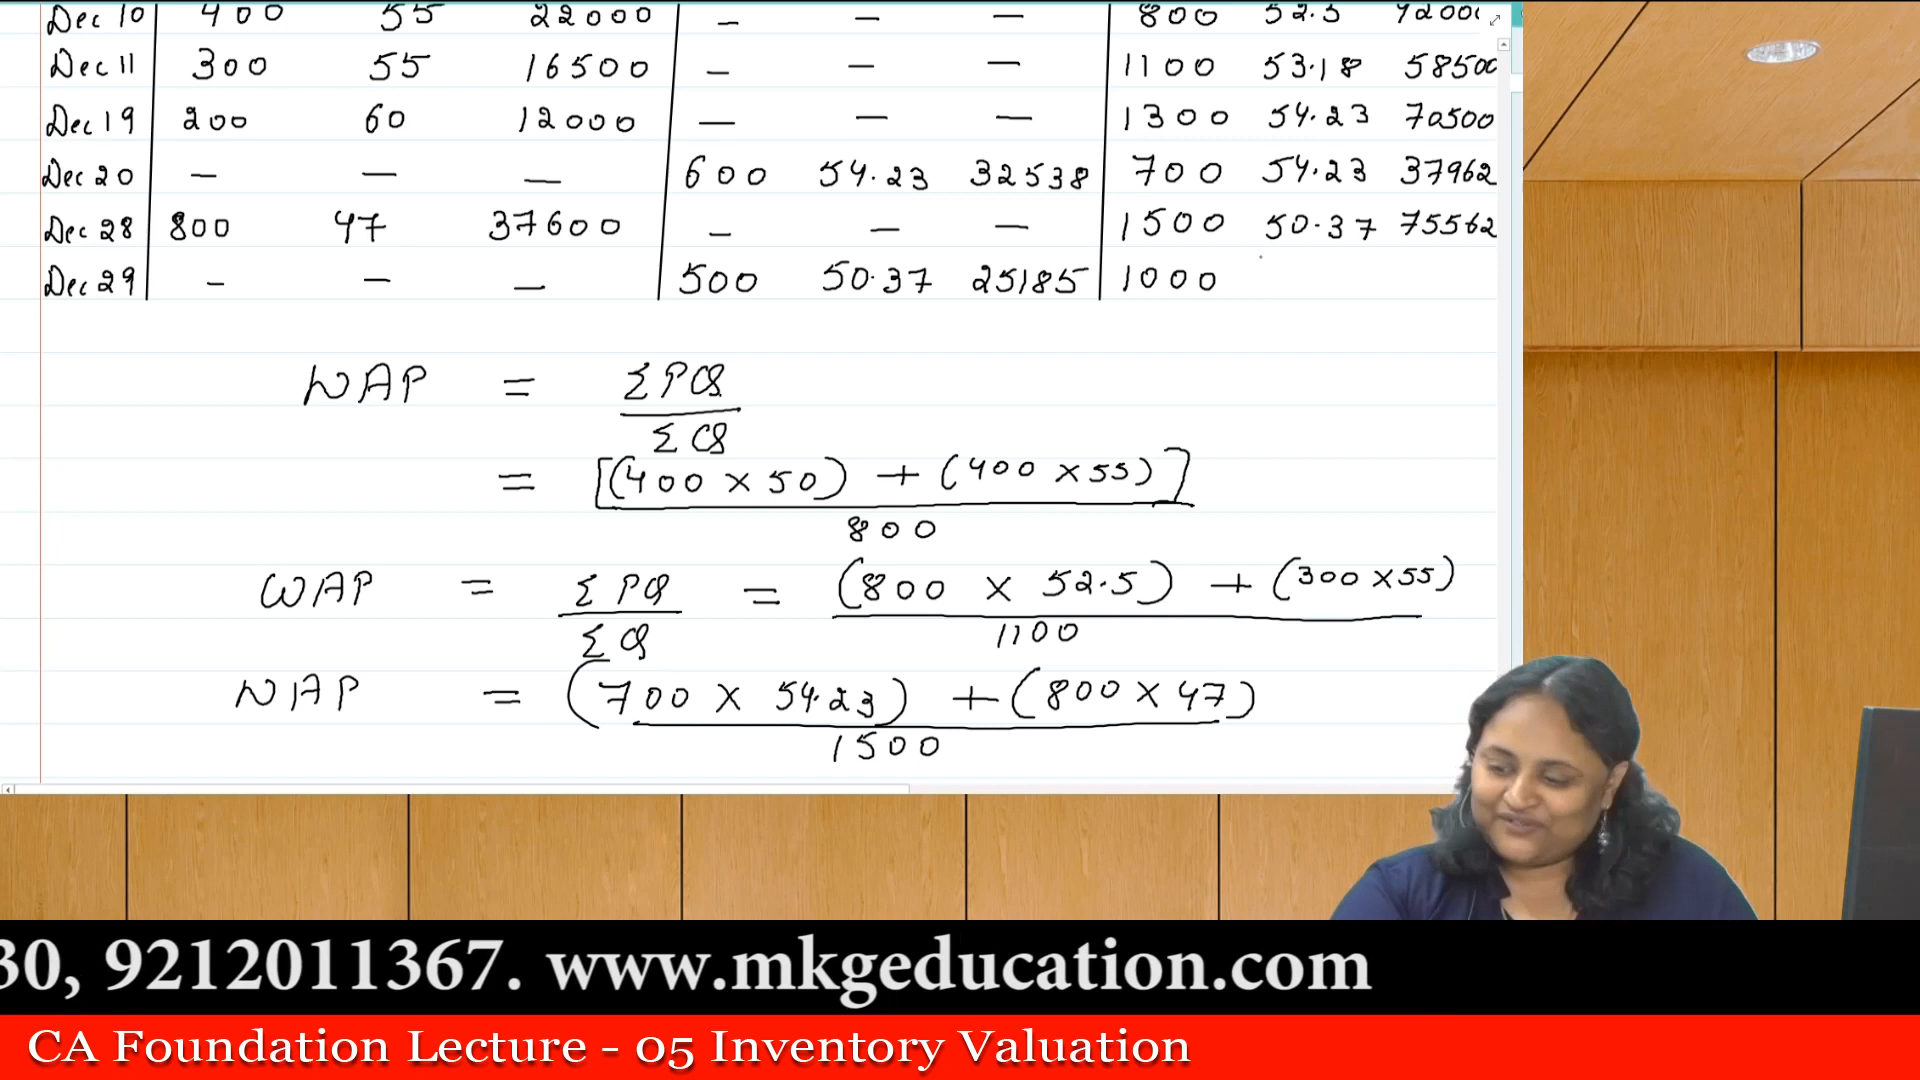 Dec 10 400 55 22000 – – – 800 52.5 42000
Dec 11 300 55 16500 – – – 1100 53.18 58500
Dec 19 200 60 12000 – – – 1300 54.23 70500
Dec 20 – – – 600 54.23 32538 700 54.23 37962
Dec 28 800 47 37600 – – – 1500 50.37 75562
Dec 29 – – – 500 50.37 25185 1000
WAP = ΣPQ
ΣQ
= [(400 × 50) + (400 × 55)]
800
WAP = ΣPQ = (800 × 52.5) + (300 × 55)
ΣQ 1100
WAP = (700 × 54.23) + (800 × 47)
1500
30, 9212011367. www.mkgeducation.com
CA Foundation Lecture - 05 Inventory Valuation